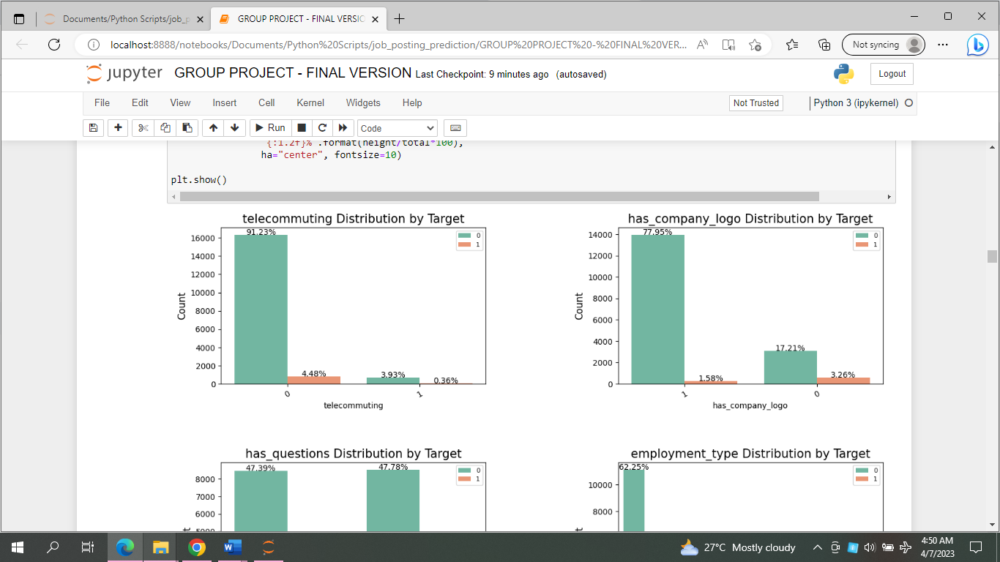 Documents/Python Scripts/job_p
GROUP PROJECT - FINAL VERSIO
localhost:8888/notebooks/Documents/Python%20Scripts/job_posting_prediction/GROUP%20PROJECT%20-%20FINAL%20VER...
Not syncing
jupyter GROUP PROJECT - FINAL VERSION Last Checkpoint: 9 minutes ago (autosaved)
Logout
File Edit View Insert Cell Kernel Widgets Help
Not Trusted
Python 3 (ipykernel)
Run
Code
'{:1.2f}%'.format(height/total*100),
ha="center", fontsize=10)
plt.show()
telecommuting Distribution by Target
91.23%
0
1
16000
14000
12000
10000
8000
6000
4000
2000
0
Count
4.48%
3.93%
0.36%
0
1
telecommuting
has_company_logo Distribution by Target
77.95%
0
1
14000
12000
10000
8000
6000
4000
2000
0
Count
1.58%
17.21%
3.26%
1
0
has_company_logo
has_questions Distribution by Target
47.39%
47.78%
0
1
8000
7000
6000
5000
employment_type Distribution by Target
62.25%
0
1
10000
8000
27°C Mostly cloudy
4:50 AM
4/7/2023